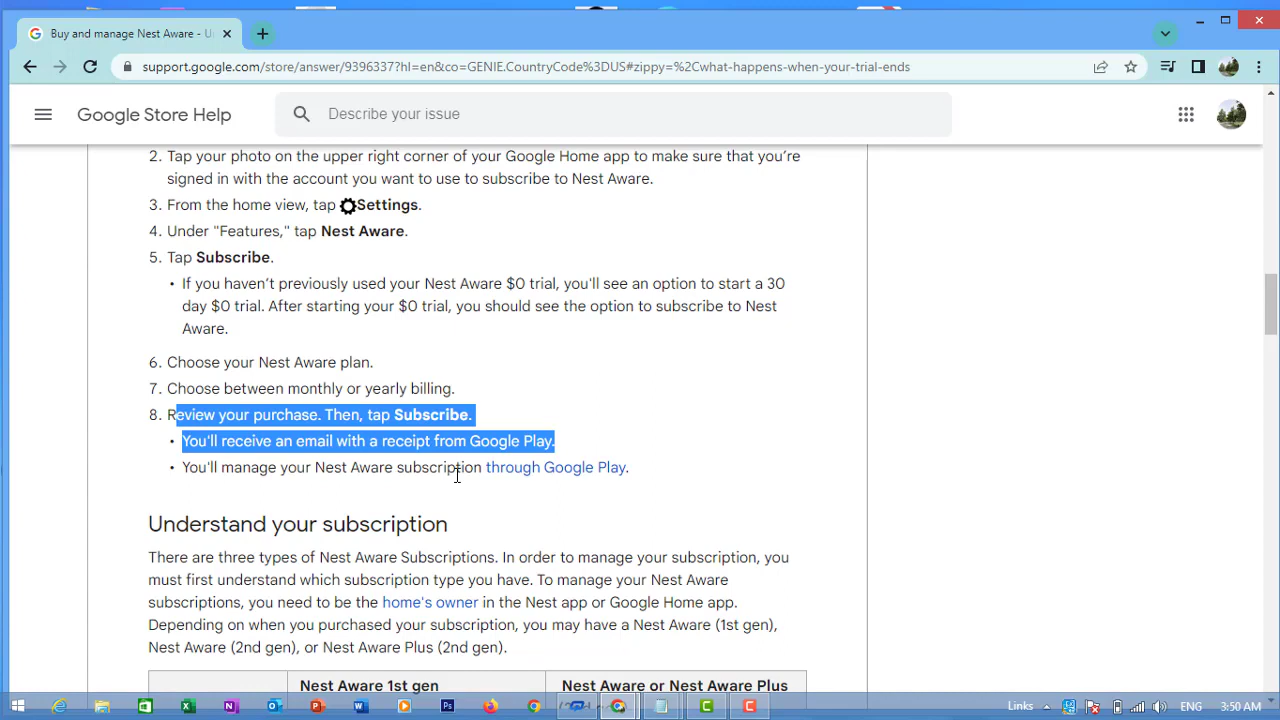 Buy and manage Nest Aware - U
support.google.com/store/answer/9396337?hl=en&co=GENIE.CountryCode%3DUS#zippy=%2Cwhat-happens-when-your-trial-ends
Google Store Help
Describe your issue
2. Tap your photo on the upper right corner of your Google Home app to make sure that you’re
signed in with the account you want to use to subscribe to Nest Aware.
3. From the home view, tap Settings.
4. Under "Features," tap Nest Aware.
5. Tap Subscribe.
• If you haven’t previously used your Nest Aware $0 trial, you'll see an option to start a 30
day $0 trial. After starting your $0 trial, you should see the option to subscribe to Nest
Aware.
6. Choose your Nest Aware plan.
7. Choose between monthly or yearly billing.
8. Review your purchase. Then, tap Subscribe.
• You'll receive an email with a receipt from Google Play.
• You'll manage your Nest Aware subscription through Google Play.
Understand your subscription
There are three types of Nest Aware Subscriptions. In order to manage your subscription, you
must first understand which subscription type you have. To manage your Nest Aware
subscriptions, you need to be the home's owner in the Nest app or Google Home app.
Depending on when you purchased your subscription, you may have a Nest Aware (1st gen),
Nest Aware (2nd gen), or Nest Aware Plus (2nd gen).
Nest Aware 1st gen
Nest Aware or Nest Aware Plus
Links
ENG
3:50 AM